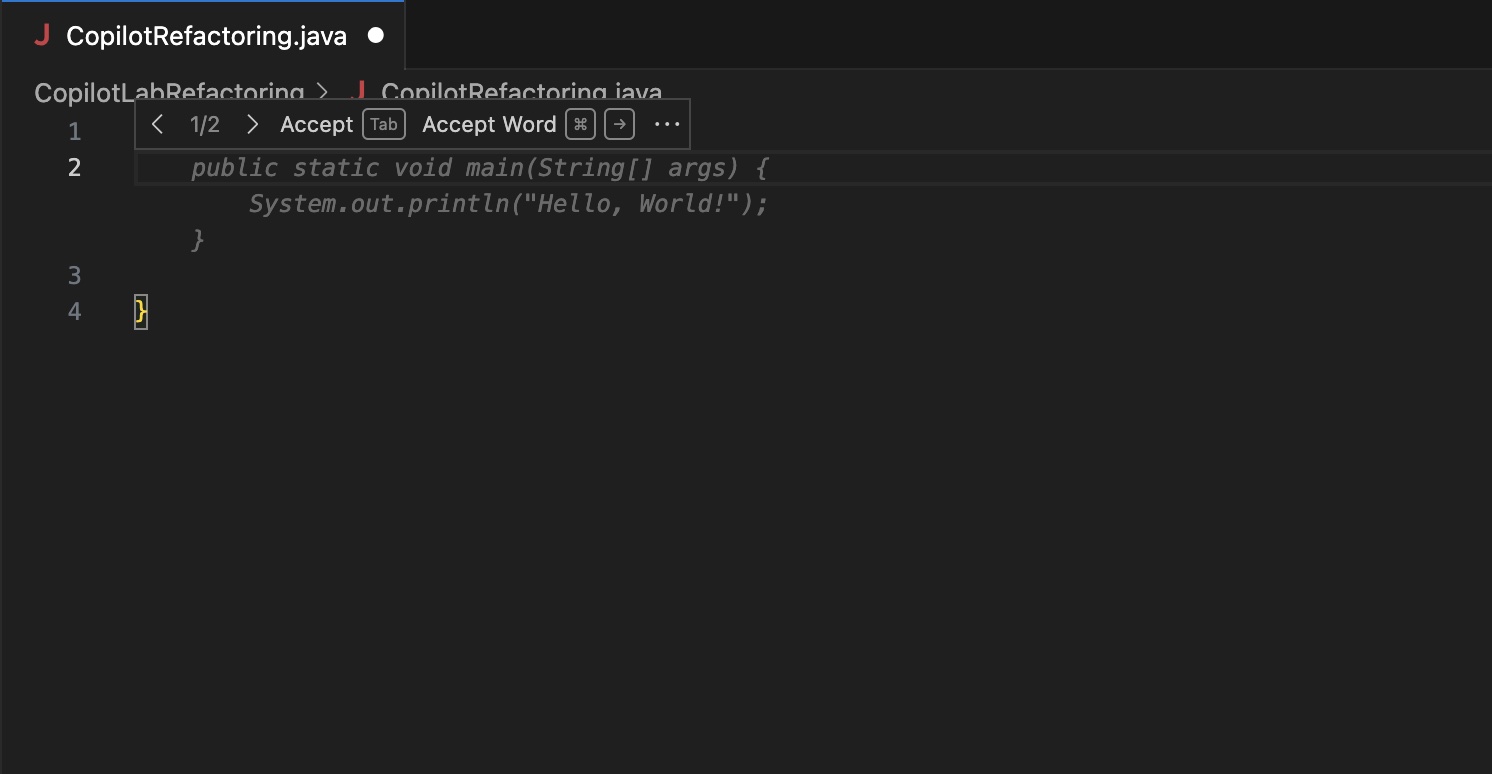 J CopilotRefactoring.java
CopilotLabRefactoring > J CopilotRefactoring.java
1
< 1/2 > Accept Tab Accept Word ⌘ → ···
2 public static void main(String[] args) {
System.out.println("Hello, World!");
}
3
4 }